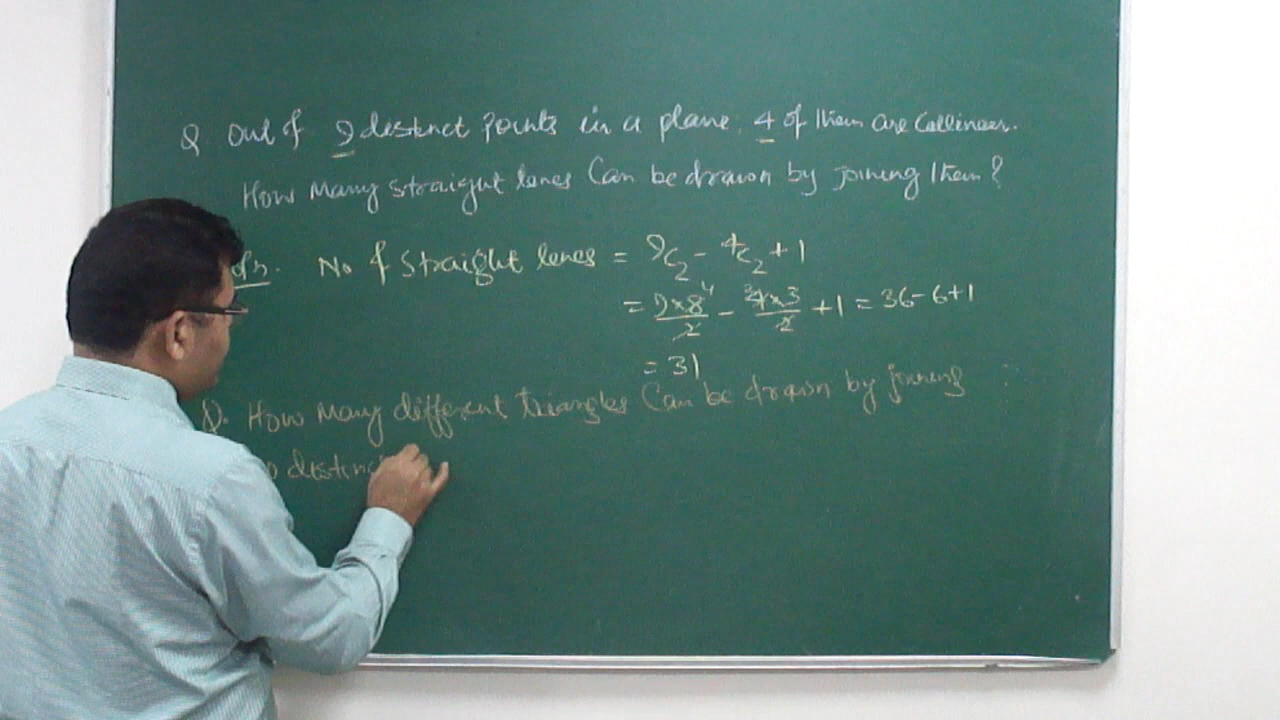 Q Out of 9 distinct points in a plane, 4 of them are Collinear.
How Many straight lines Can be drawn by joining them?
No of straight lines = ⁹C₂ - ⁴C₂ + 1
= 9×8/2 - 4×3/2 + 1 = 36 - 6 + 1
= 31
Q. How Many different triangles Can be drawn by joining
distinct